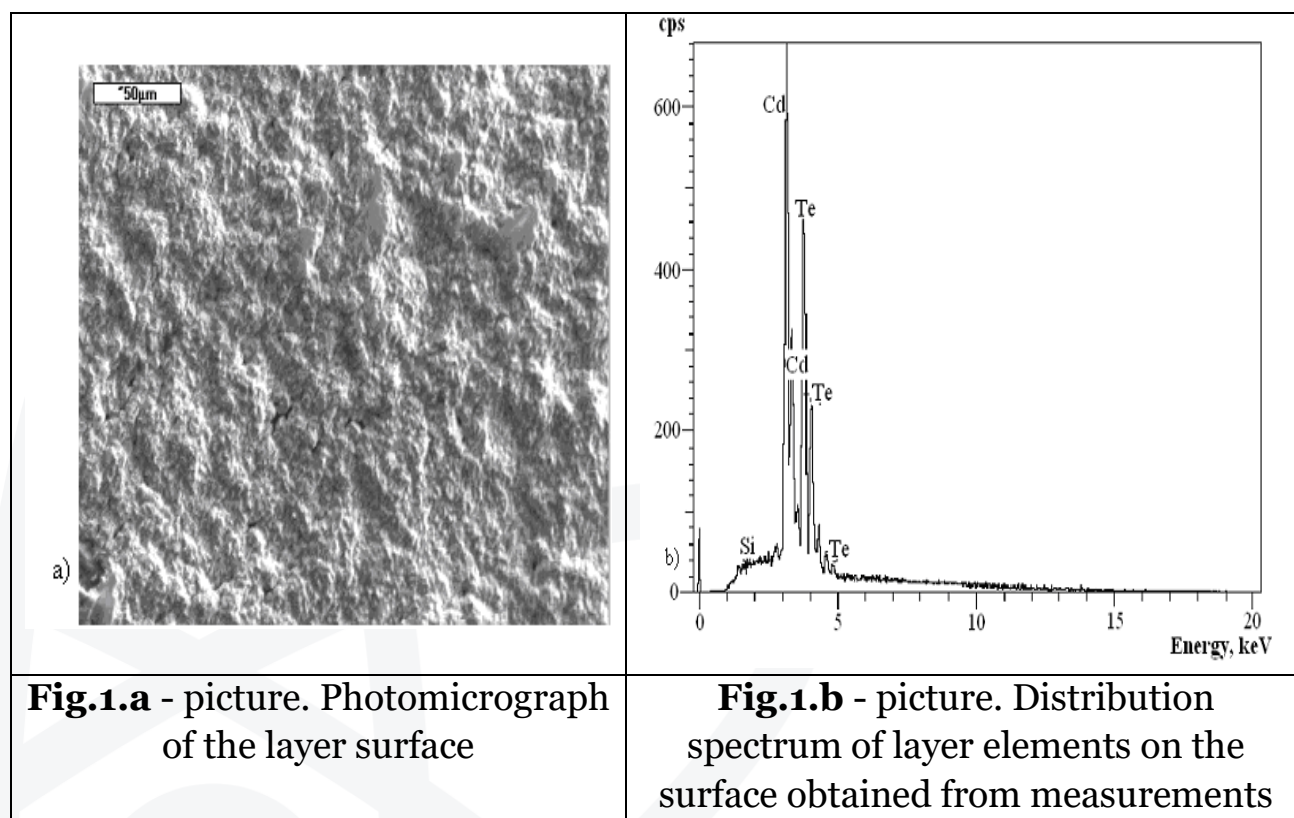 ~50µm
a)
cps
600
400
200
0
Cd
Te
Cd
Te
Si
Te
b)
0
5
10
15
20
Energy, keV
Fig.1.a - picture. Photomicrograph
of the layer surface
Fig.1.b - picture. Distribution
spectrum of layer elements on the
surface obtained from measurements